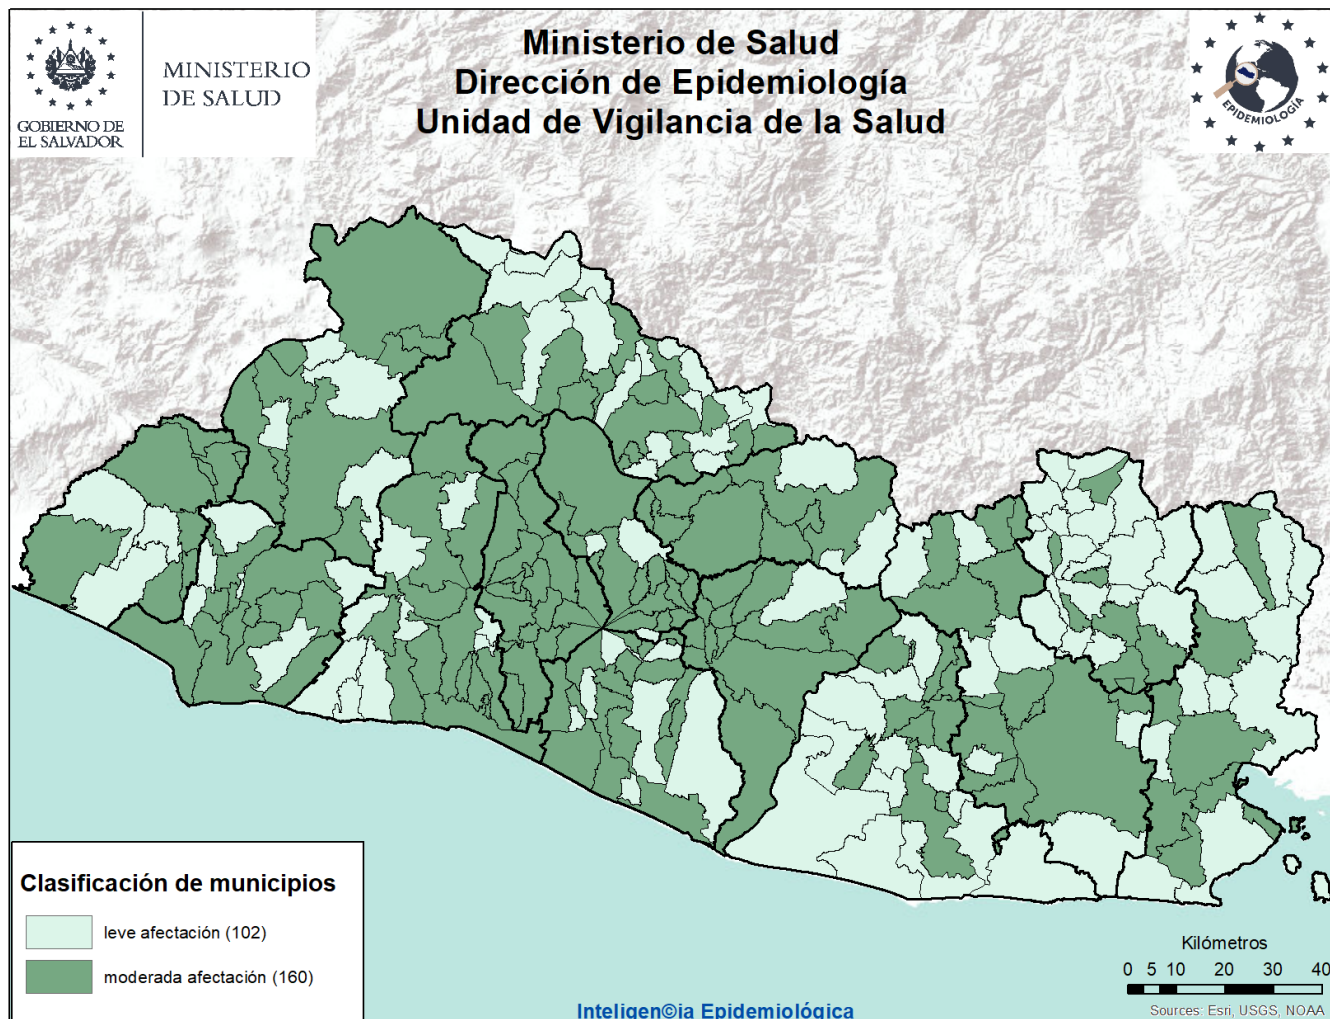 Ministerio de Salud
Dirección de Epidemiología
Unidad de Vigilancia de la Salud
GOBIERNO DE
EL SALVADOR
MINISTERIO
DE SALUD
EPIDEMIOLOGÍA
Clasificación de municipios
leve afectación (102)
moderada afectación (160)
Inteligen©ia Epidemiológica
Kilómetros
0 5 10 20 30 40
Sources: Esri, USGS, NOAA